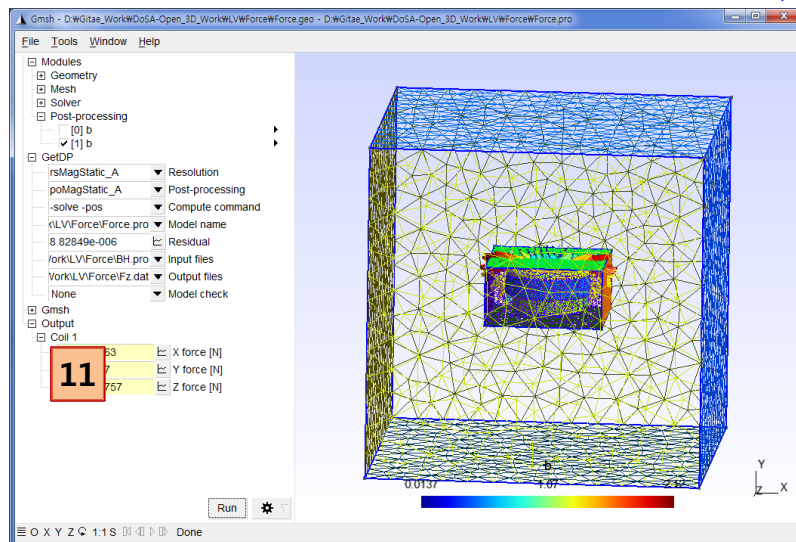 Gmsh - D:₩Gitae_Work₩DoSA-Open_3D_Work₩LV₩Force₩Force.geo - D:₩Gitae_Work₩DoSA-Open_3D_Work₩LV₩Force₩Force.pro
File Tools Window Help
Modules
Geometry
Mesh
Solver
Post-processing
[0] b
[1] b
GetDP
rsMagStatic_A Resolution
poMagStatic_A Post-processing
-solve -pos Compute command
\LV\Force\Force.pro Model name
8.82849e-006 Residual
/ork\LV\Force\BH.pro Input files
Vork\LV\Force\Fz.dat Output files
None Model check
Gmsh
Output
Coil 1
63 X force [N]
11 7 Y force [N]
757 Z force [N]
b
0.0137 1.07 2.12
Y
Z X
Run
O X Y Z 1:1 S Done